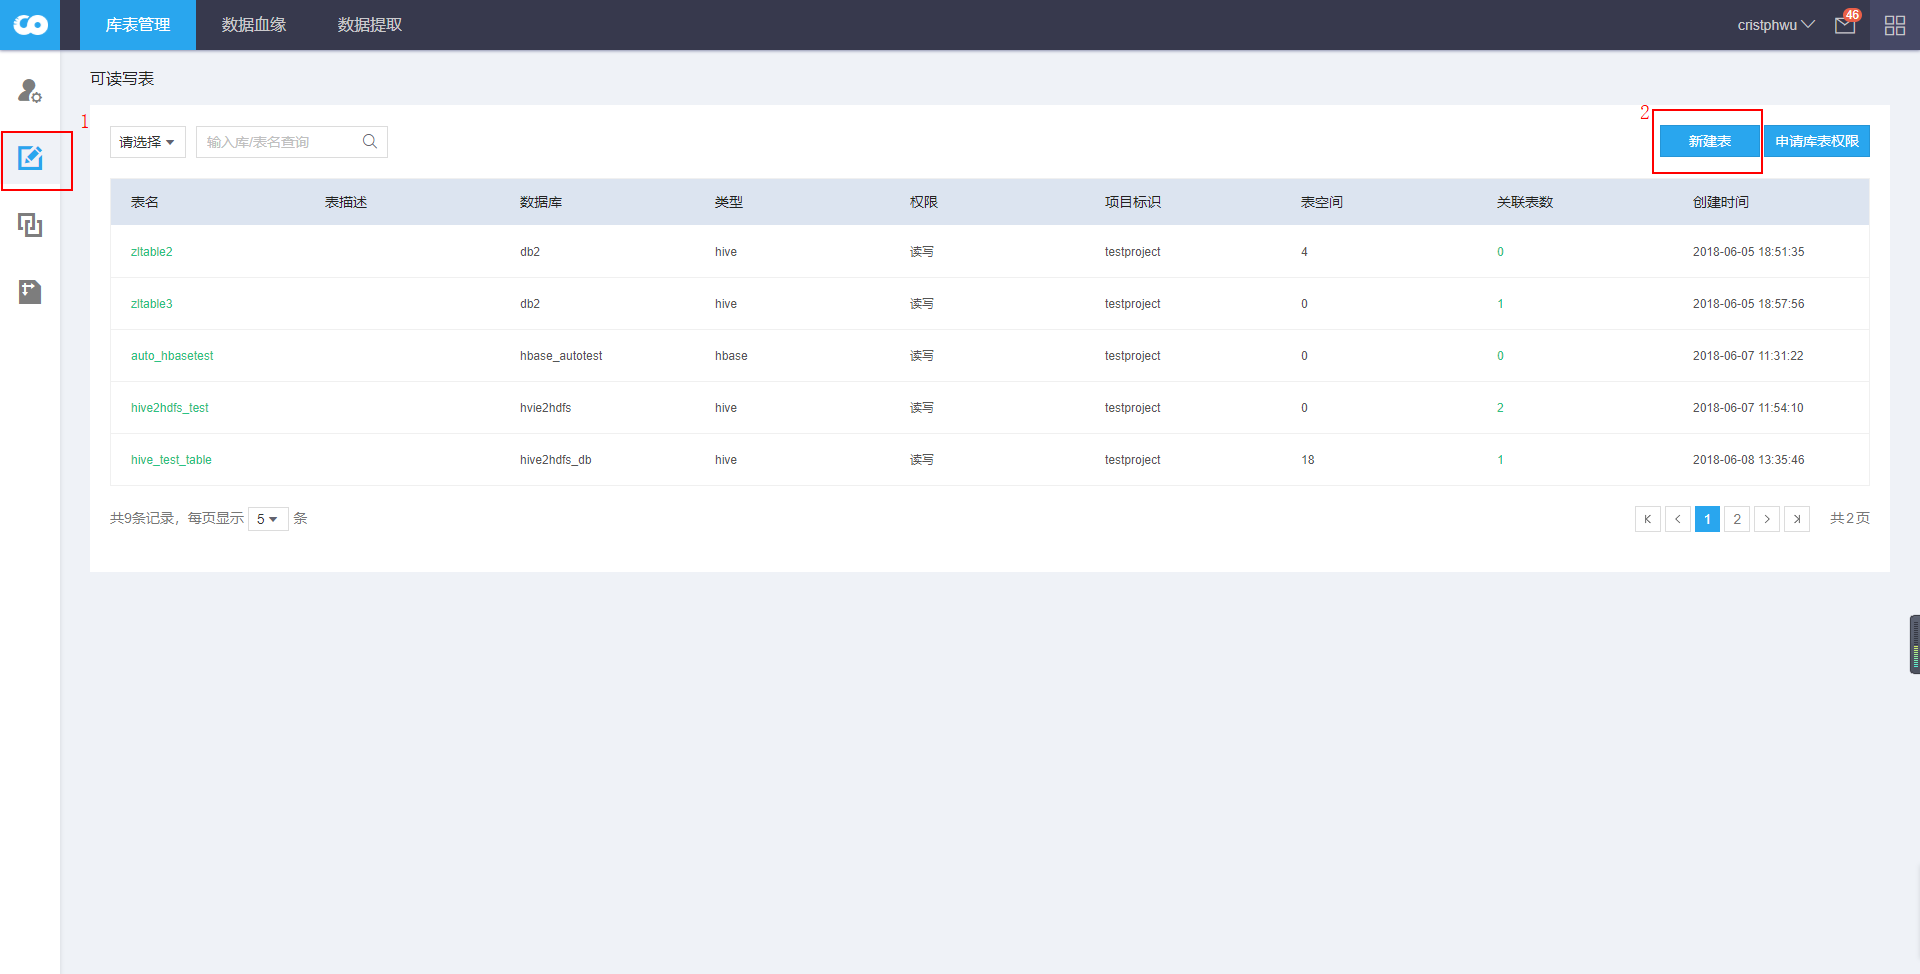 库表管理 数据血缘 数据提取 cristphwu 46
可读写表
1 2
请选择 输入库/表名查询 新建表 申请库表权限
表名 表描述 数据库 类型 权限 项目标识 表空间 关联表数 创建时间
zltable2 db2 hive 读写 testproject 4 0 2018-06-05 18:51:35
zltable3 db2 hive 读写 testproject 0 1 2018-06-05 18:57:56
auto_hbasetest hbase_autotest hbase 读写 testproject 0 0 2018-06-07 11:31:22
hive2hdfs_test hvie2hdfs hive 读写 testproject 0 2 2018-06-07 11:54:10
hive_test_table hive2hdfs_db hive 读写 testproject 18 1 2018-06-08 13:35:46
共9条记录，每页显示 5 条 1 2 共2页